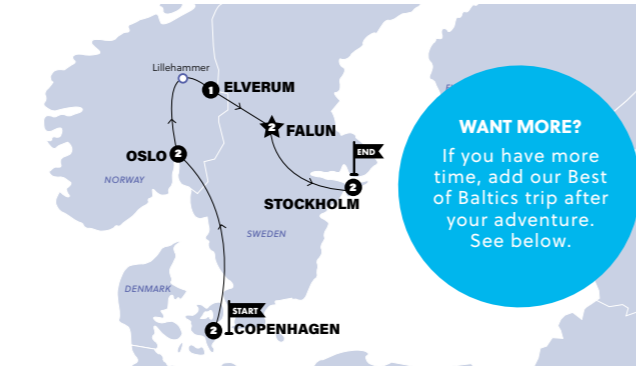 Lillehammer
1 ELVERUM
2 FALUN
END
OSLO 2
2
STOCKHOLM
NORWAY
SWEDEN
DENMARK
START
2 COPENHAGEN
WANT MORE?
If you have more
time, add our Best
of Baltics trip after
your adventure.
See below.